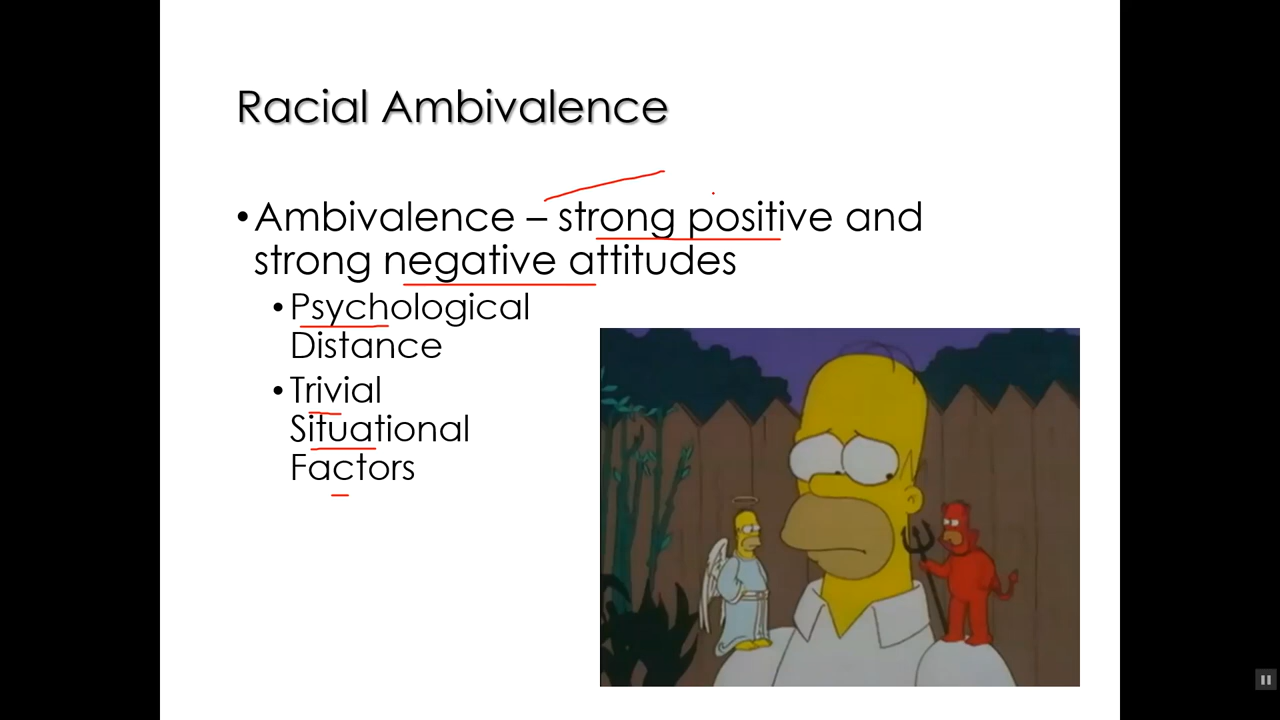 Racial Ambivalence
•Ambivalence – strong positive and
strong negative attitudes
•Psychological
Distance
•Trivial
Situational
Factors